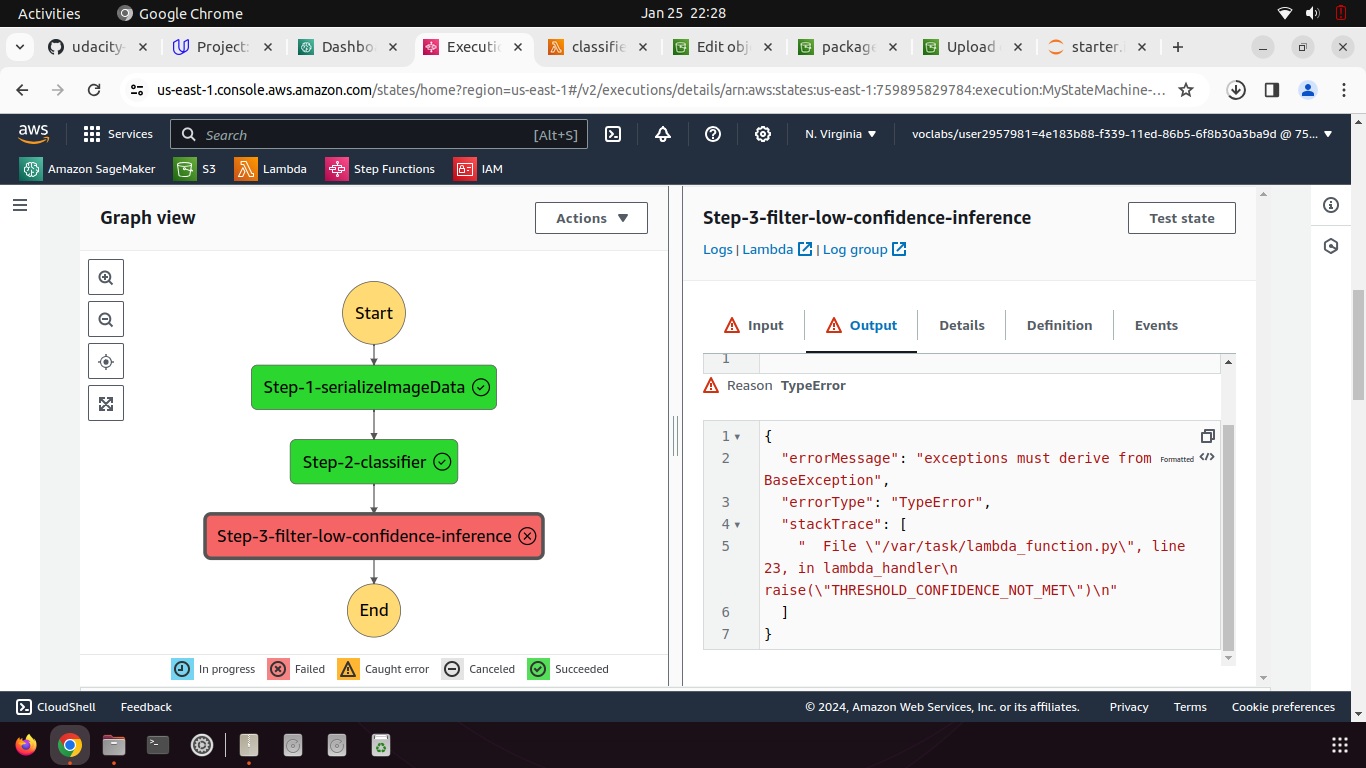 Activities
Google Chrome
Jan 25 22:28
udacity-
Project:
Dashbo
Executi
classifie
Edit obj
package
Upload
starter.
us-east-1.console.aws.amazon.com/states/home?region=us-east-1#/v2/executions/details/arn:aws:states:us-east-1:759895829784:execution:MyStateMachine-...
aws
Services
Search
[Alt+S]
N. Virginia
voclabs/user2957981=4e183b88-f339-11ed-86b5-6f8b30a3ba9d @ 75...
Amazon SageMaker
S3
Lambda
Step Functions
IAM
Graph view
Actions
Start
Step-1-serializeImageData
Step-2-classifier
Step-3-filter-low-confidence-inference
End
In progress
Failed
Caught error
Canceled
Succeeded
Step-3-filter-low-confidence-inference
Test state
Logs | Lambda | Log group
Input
Output
Details
Definition
Events
1
Reason TypeError
1 {
2 "errorMessage": "exceptions must derive from
BaseException",
Formatted
3 "errorType": "TypeError",
4 "stackTrace": [
5 "  File \"/var/task/lambda_function.py\", line
23, in lambda_handler\n
raise(\"THRESHOLD_CONFIDENCE_NOT_MET\")\n"
6 ]
7 }
CloudShell
Feedback
© 2024, Amazon Web Services, Inc. or its affiliates.
Privacy
Terms
Cookie preferences